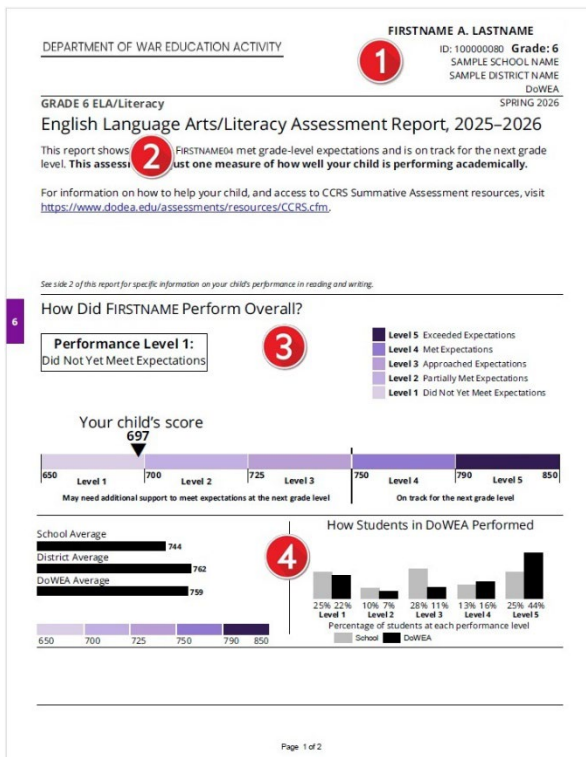 DEPARTMENT OF WAR EDUCATION ACTIVITY
FIRSTNAME A. LASTNAME
ID: 100000080 Grade: 6
SAMPLE SCHOOL NAME
SAMPLE DISTRICT NAME
DoWEA
SPRING 2026
1
GRADE 6 ELA/Literacy
English Language Arts/Literacy Assessment Report, 2025–2026
This report shows FIRSTNAME04 met grade-level expectations and is on track for the next grade
level. This assess ust one measure of how well your child is performing academically.
2
For information on how to help your child, and access to CCRS Summative Assessment resources, visit
https://www.dodea.edu/assessments/resources/CCRS.cfm.
See side 2 of this report for specific information on your child's performance in reading and writing.
6
How Did FIRSTNAME Perform Overall?
Performance Level 1:
Did Not Yet Meet Expectations
3
Level 5 Exceeded Expectations
Level 4 Met Expectations
Level 3 Approached Expectations
Level 2 Partially Met Expectations
Level 1 Did Not Yet Meet Expectations
Your child's score
697
650 700 725 750 790 850
Level 1 Level 2 Level 3 Level 4 Level 5
May need additional support to meet expectations at the next grade level On track for the next grade level
School Average
744
District Average
762
DoWEA Average
759
650 700 725 750 790 850
4
How Students in DoWEA Performed
25% 22% 10% 7% 28% 11% 13% 16% 25% 44%
Level 1 Level 2 Level 3 Level 4 Level 5
Percentage of students at each performance level
School DoWEA
Page 1 of 2